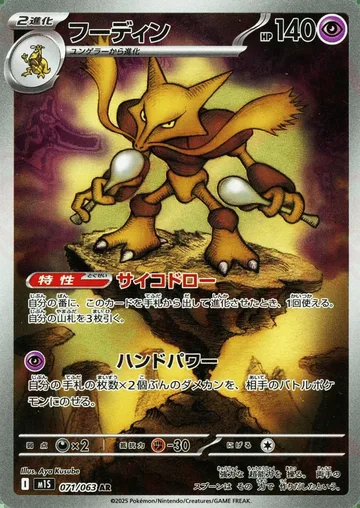 2進化
フーディン
ユンゲラーから進化
HP140
特性 とくせい サイコドロー
自分の番に、このカードを手札から出して進化させたとき、1回使える。
自分の山札を3枚引く。
ハンドパワー
自分の手札の枚数×2個ぶんのダメカンを、相手のバトルポケ
モンにのせる。
弱点 ×2 抵抗力 -30 にげる
Illus. Aya Kusube
I m1S 071/063 AR
©2025 Pokémon/Nintendo/Creatures/GAME FREAK.